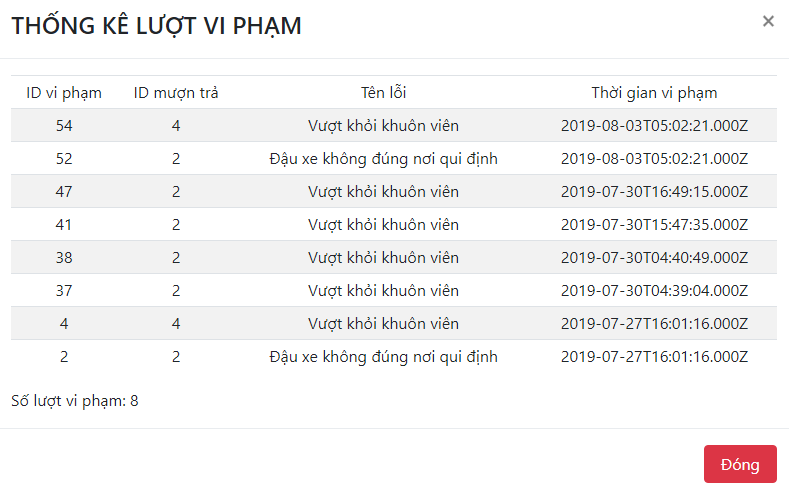 THỐNG KÊ LƯỢT VI PHẠM ×
ID vi phạm ID mượn trả Tên lỗi Thời gian vi phạm
54 4 Vượt khỏi khuôn viên 2019-08-03T05:02:21.000Z
52 2 Đậu xe không đúng nơi qui định 2019-08-03T05:02:21.000Z
47 2 Vượt khỏi khuôn viên 2019-07-30T16:49:15.000Z
41 2 Vượt khỏi khuôn viên 2019-07-30T15:47:35.000Z
38 2 Vượt khỏi khuôn viên 2019-07-30T04:40:49.000Z
37 2 Vượt khỏi khuôn viên 2019-07-30T04:39:04.000Z
4 4 Vượt khỏi khuôn viên 2019-07-27T16:01:16.000Z
2 2 Đậu xe không đúng nơi qui định 2019-07-27T16:01:16.000Z
Số lượt vi phạm: 8
Đóng